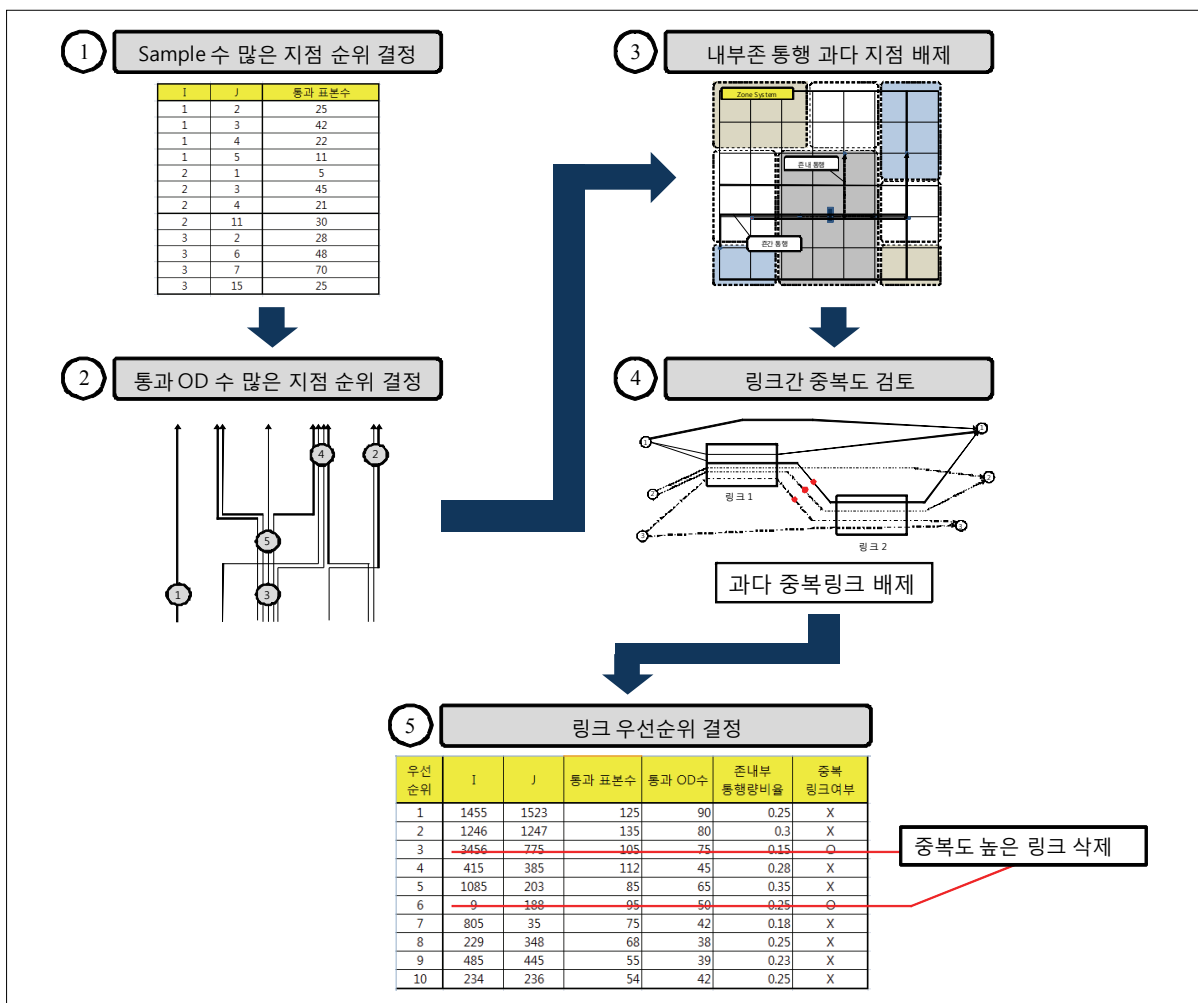 1
Sample 수 많은 지점 순위 결정
I J 통과 표본수
1 2 25
1 3 42
1 4 22
1 5 11
2 1 5
2 3 45
2 4 21
2 11 30
3 2 28
3 6 48
3 7 70
3 15 25
2
통과 OD 수 많은 지점 순위 결정
4
2
5
1
3
3
내부존 통행 과다 지점 배제
Zone System
존 내 통행
존간 통행
4
링크간 중복도 검토
1
1
2
2
3
3
링크 1
링크 2
과다 중복링크 배제
5
링크 우선순위 결정
우선 순위 I J 통과 표본수 통과 OD수 존내부 통행량비율 중복 링크여부
1 1455 1523 125 90 0.25 X
2 1246 1247 135 80 0.3 X
3 3456 775 105 75 0.15 O
4 415 385 112 45 0.28 X
5 1085 203 85 65 0.35 X
6 9 188 95 50 0.25 O
7 805 35 75 42 0.18 X
8 229 348 68 38 0.25 X
9 485 445 55 39 0.23 X
10 234 236 54 42 0.25 X
중복도 높은 링크 삭제